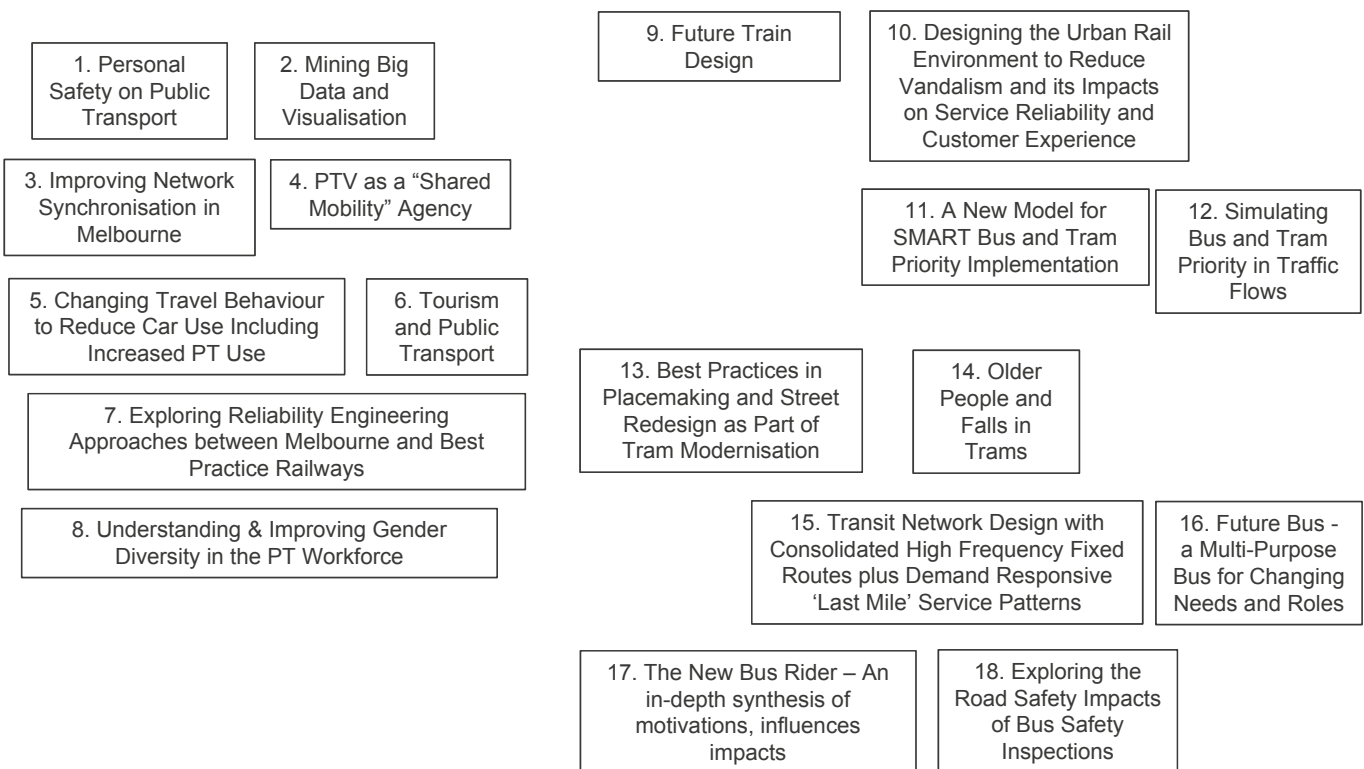 1. Personal
Safety on Public
Transport
2. Mining Big
Data and
Visualisation
3. Improving Network
Synchronisation in
Melbourne
4. PTV as a “Shared
Mobility” Agency
5. Changing Travel Behaviour
to Reduce Car Use Including
Increased PT Use
6. Tourism
and Public
Transport
7. Exploring Reliability Engineering
Approaches between Melbourne and Best
Practice Railways
8. Understanding & Improving Gender
Diversity in the PT Workforce
9. Future Train
Design
10. Designing the Urban Rail
Environment to Reduce
Vandalism and its Impacts
on Service Reliability and
Customer Experience
11. A New Model for
SMART Bus and Tram
Priority Implementation
12. Simulating
Bus and Tram
Priority in Traffic
Flows
13. Best Practices in
Placemaking and Street
Redesign as Part of
Tram Modernisation
14. Older
People and
Falls in
Trams
15. Transit Network Design with
Consolidated High Frequency Fixed
Routes plus Demand Responsive
‘Last Mile’ Service Patterns
16. Future Bus -
a Multi-Purpose
Bus for Changing
Needs and Roles
17. The New Bus Rider – An
in-depth synthesis of
motivations, influences
impacts
18. Exploring the
Road Safety Impacts
of Bus Safety
Inspections